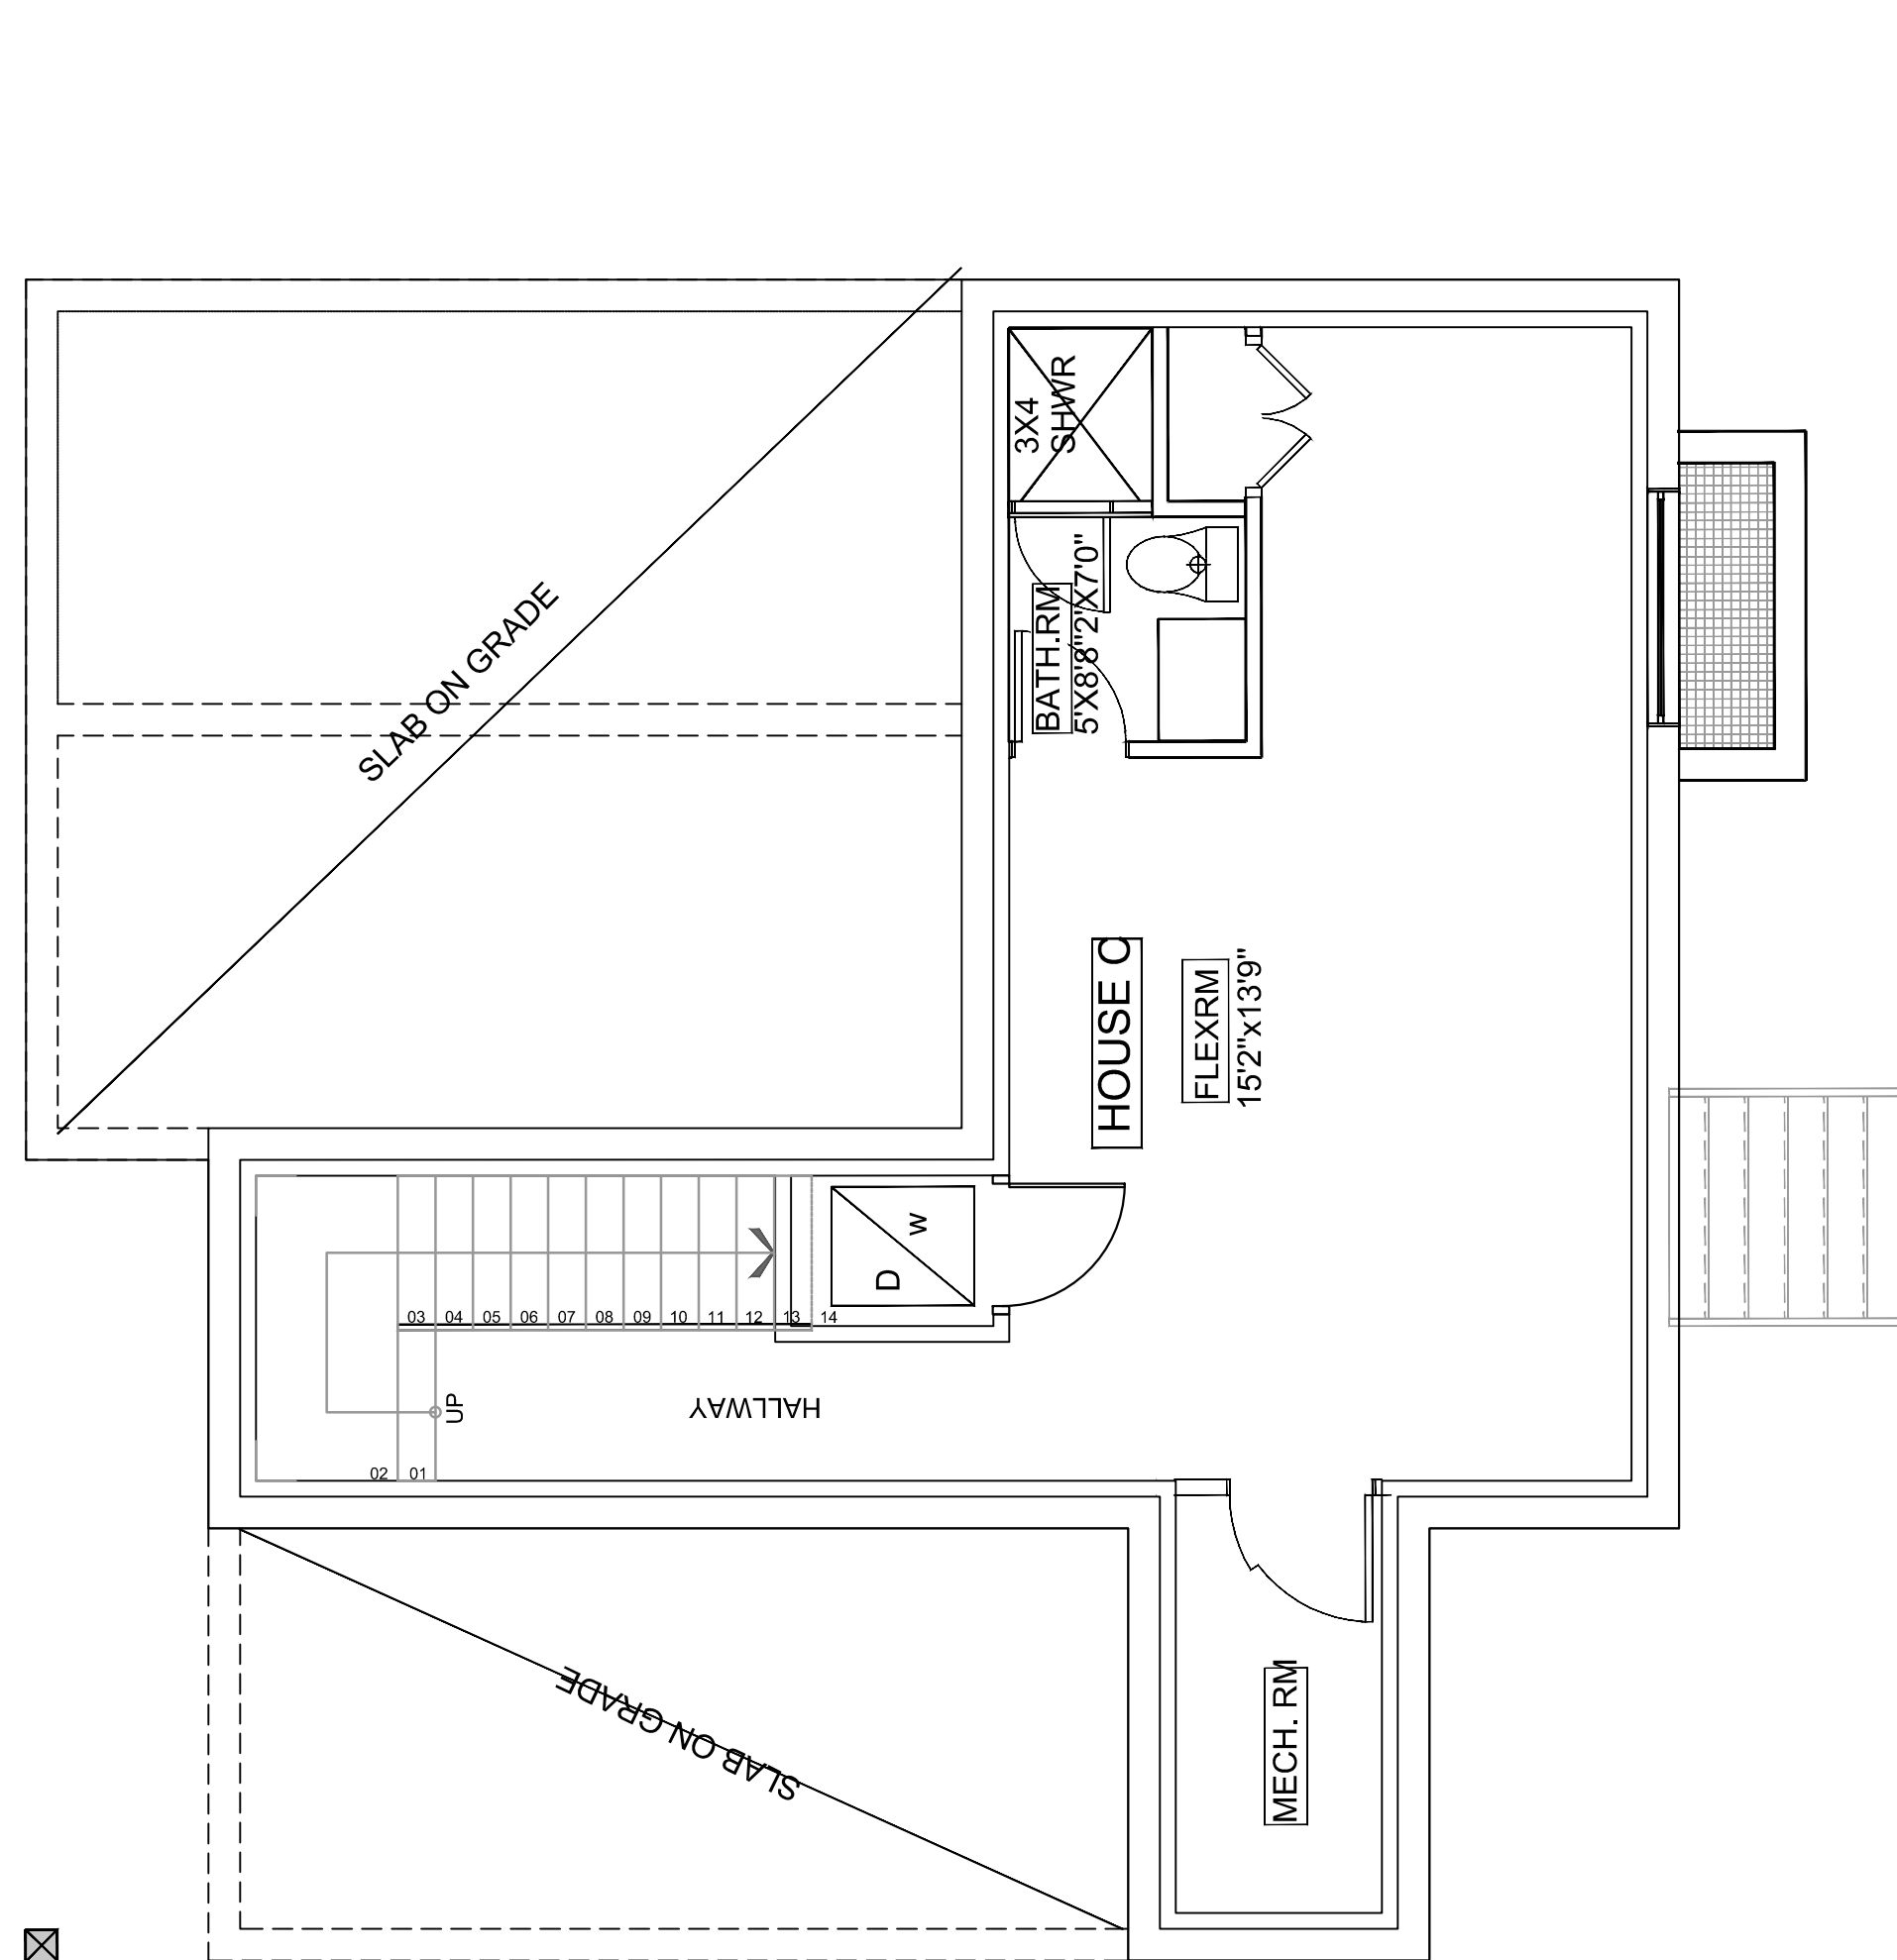 3X4
SHWR
BATH.RM
5'X8'8"2'X7'0"
SLAB ON GRADE
HOUSE C
FLEXRM
15'2"x13'9"
W
D
03 04 05 06 07 08 09 10 11 12 13 14
UP
HALLWAY
02 01
SLAB ON GRADE
MECH. RM